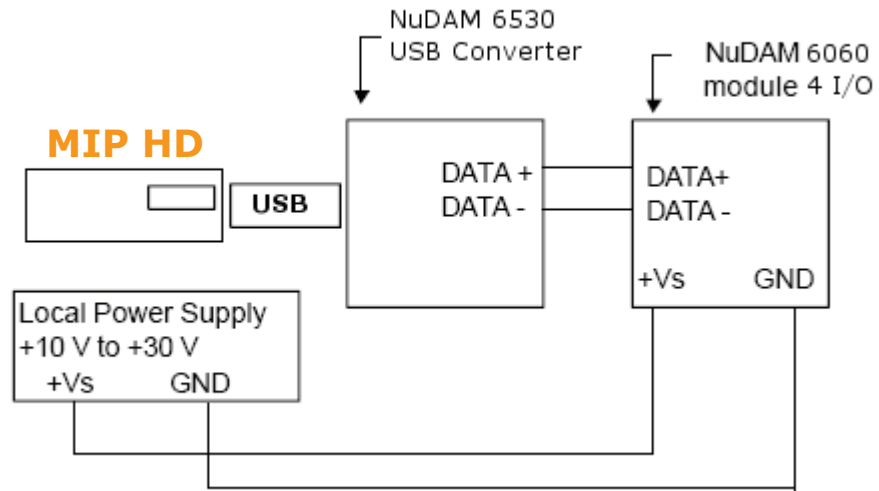 NuDAM 6530
USB Converter
NuDAM 6060
module 4 I/O
MIP HD
USB
DATA +
DATA -
DATA+
DATA -
+Vs GND
Local Power Supply
+10 V to +30 V
+Vs GND